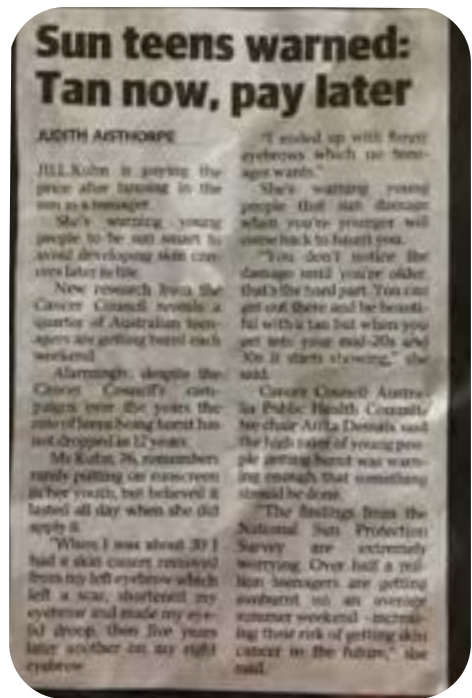 Sun teens warned:
Tan now, pay later
JUDITH AISTHORPE
JILL Kuhn is paying the
price after tanning in the
sun as a teenager.
She's warning young
people to be sun smart to
avoid developing skin can-
cers later in life.
New research from the
Cancer Council reveals a
quarter of Australian teen-
agers are getting burnt each
weekend.
Alarmingly, despite the
Cancer Council's cam-
paigns over the years the
rate of teens being burnt has
not dropped in 12 years.
Ms Kuhn, remembers
rarely putting on sunscreen
in her youth, but believed it
lasted all day when she did
apply it.
"When I was about 20 I
had a skin cancer removed
from my left eyebrow which
left a scar, shortened my
eyebrow and made my eye-
lid droop, then five years
later another on my right
eyebrow.
"I ended up with
eyebrows which no teen-
ager wants."
She's warning young
people that sun damage
when you're younger will
come back to haunt you.
"You don't notice the
damage until you're older,
that's the hard part. You can
get out there and be beauti-
ful with a tan but when you
get into your mid-20s and
30s it starts showing," she
said.
Cancer Council Austra-
lia Public Health Commit-
tee chair Anita Dessaix said
the high rates of young peo-
ple getting burnt was warn-
ing enough that something
should be done.
"The findings from the
National Sun Protection
Survey are extremely
worrying. Over half a mil-
lion teenagers are getting
sunburnt on an average
summer weekend - increas-
ing their risk of getting skin
cancer in the future," she
said.